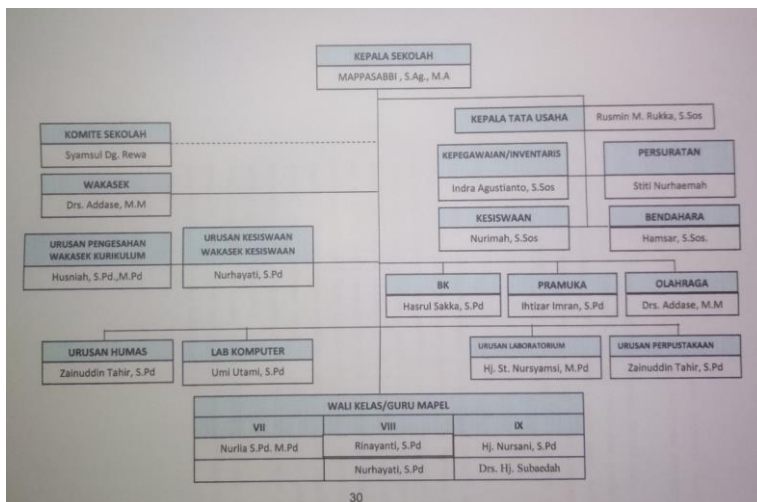 KEPALA SEKOLAH
MAPPASABBI , S.Ag., M.A
KEPALA TATA USAHA
Rusmin M. Rukka, S.Sos
KOMITE SEKOLAH
Syamsul Dg. Rewa
KEPEGAWAIAN/INVENTARIS
Indra Agustianto, S.Sos
PERSURATAN
Stiti Nurhaemah
WAKASEK
Drs. Addase, M.M
KESISWAAN
Nurimah, S.Sos
BENDAHARA
Hamsar, S.Sos.
URUSAN PENGESAHAN
WAKASEK KURIKULUM
Husniah, S.Pd.,M.Pd
URUSAN KESISWAAN
WAKASEK KESISWAAN
Nurhayati, S.Pd
BK
Hasrul Sakka, S.Pd
PRAMUKA
Ihtizar Imran, S.Pd
OLAHRAGA
Drs. Addase, M.M
URUSAN HUMAS
Zainuddin Tahir, S.Pd
LAB KOMPUTER
Umi Utami, S.Pd
URUSAN LABORATORIUM
Hj. St. Nursyamsi, M.Pd
URUSAN PERPUSTAKAAN
Zainuddin Tahir, S.Pd
WALI KELAS/GURU MAPEL
VII VIII IX
Nurlia S.Pd. M.Pd Rinayanti, S.Pd Hj. Nursani, S.Pd
Nurhayati, S.Pd Drs. Hj. Subaedah
30